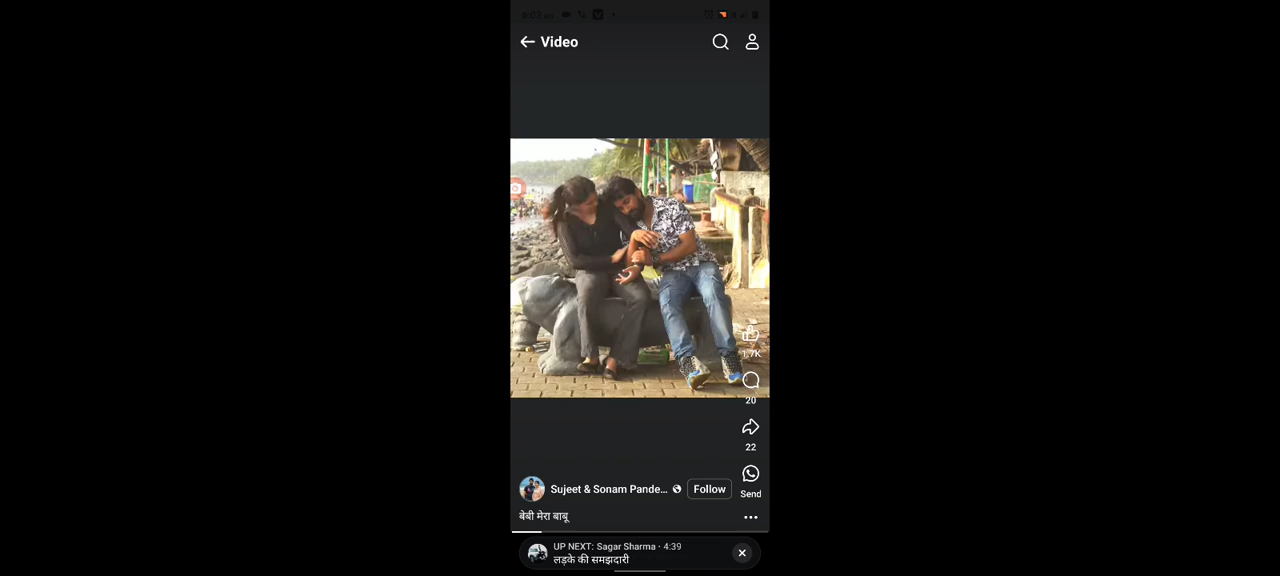 Video
1.7K
20
22
Sujeet & Sonam Pande... Follow
Send
बेबी मेरा बाबू
UP NEXT: Sagar Sharma · 4:39
लड़के की समझदारी